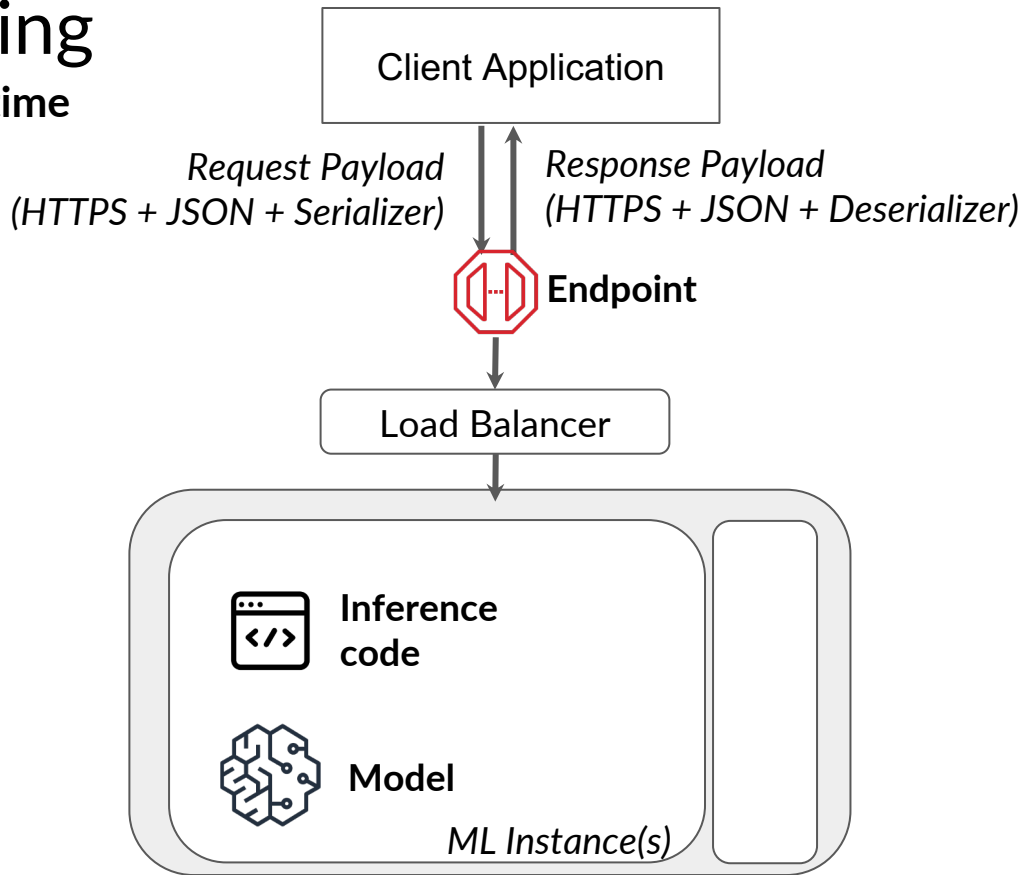 ing
ime
Client Application
Request Payload
(HTTPS + JSON + Serializer)
Response Payload
(HTTPS + JSON + Deserializer)
Endpoint
Load Balancer
Inference
code
Model
ML Instance(s)